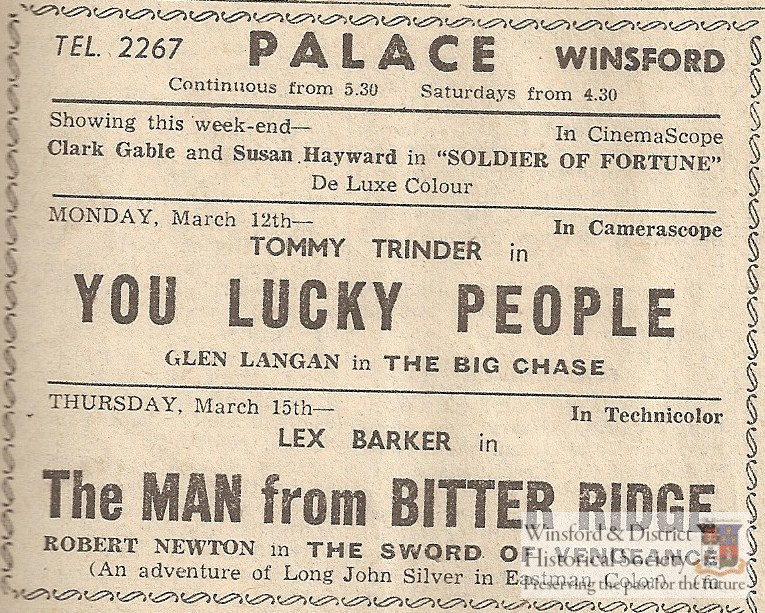 TEL. 2267 PALACE WINSFORD
Continuous from 5.30 Saturdays from 4.30
Showing this week-end— In CinemaScope
Clark Gable and Susan Hayward in "SOLDIER OF FORTUNE"
De Luxe Colour
MONDAY, March 12th— In Camerascope
TOMMY TRINDER in
YOU LUCKY PEOPLE
GLEN LANGAN in THE BIG CHASE
THURSDAY, March 15th— In Technicolor
LEX BARKER in
The MAN from BITTER RIDGE
ROBERT NEWTON in THE SWORD OF VENGEANCE
(An adventure of Long John Silver in Eastman Color)
Winsford & District
Historical Society
Preserving the past for the future